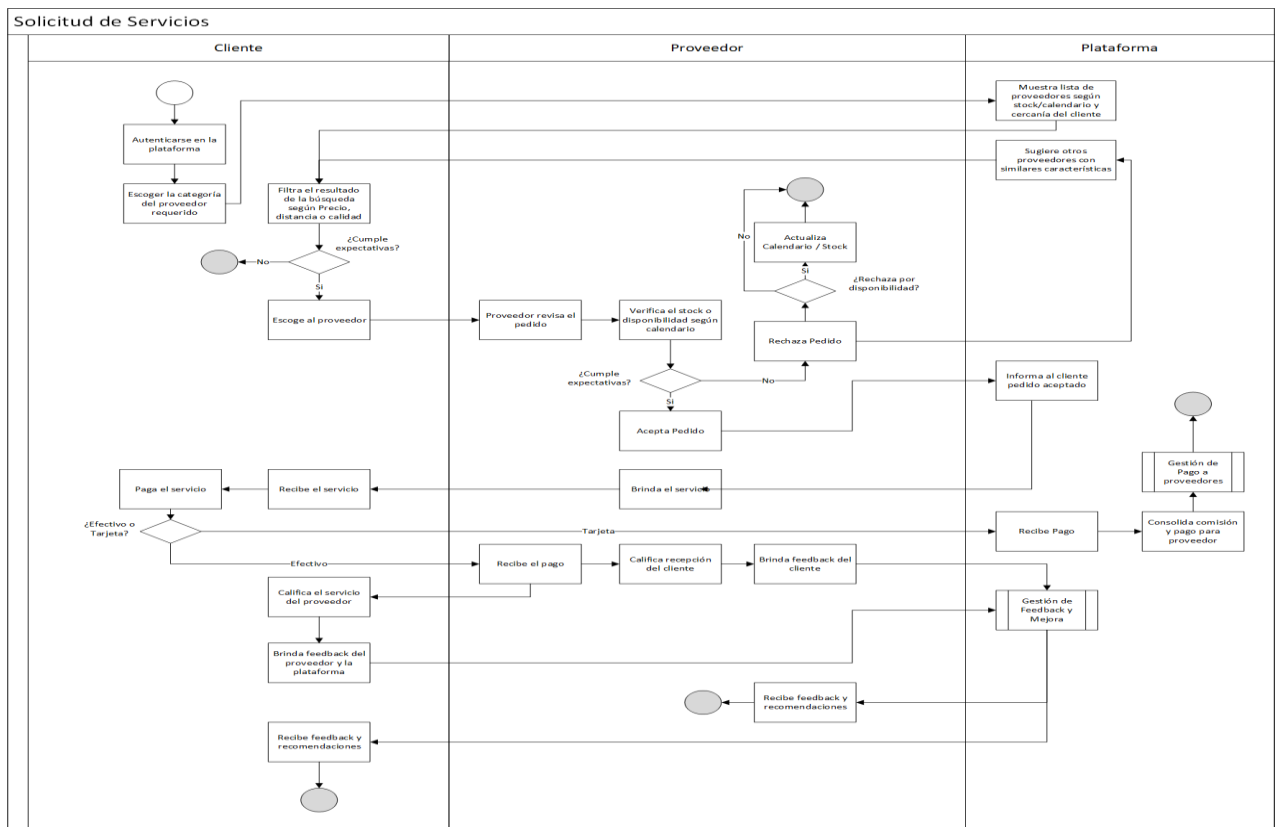 Solicitud de Servicios
Cliente
Proveedor
Plataforma
Autenticarse en la
plataforma
Escoger la categoría
del proveedor
requerido
Muestra lista de
proveedores según
stock/calendario y
cercanía del cliente
Sugiere otros
proveedores con
similares características
Filtra el resultado
de la búsqueda
según Precio,
distancia o calidad
¿Cumple
expectativas?
No
Si
Escoge al proveedor
Proveedor revisa el
pedido
Verifica el stock o
disponibilidad según
calendario
¿Cumple
expectativas?
No
Si
Acepta Pedido
Rechaza Pedido
¿Rechaza por
disponibilidad?
No
Si
Actualiza
Calendario / Stock
Informa al cliente
pedido aceptado
Brinda el servicio
Recibe el servicio
Paga el servicio
¿Efectivo o
Tarjeta?
Tarjeta
Efectivo
Recibe Pago
Consolida comisión
y pago para
proveedor
Gestión de
Pago a
proveedores
Recibe el pago
Califica recepción
del cliente
Brinda feedback del
cliente
Califica el servicio
del proveedor
Brinda feedback del
proveedor y la
plataforma
Gestión de
Feedback y
Mejora
Recibe feedback y
recomendaciones
Recibe feedback y
recomendaciones